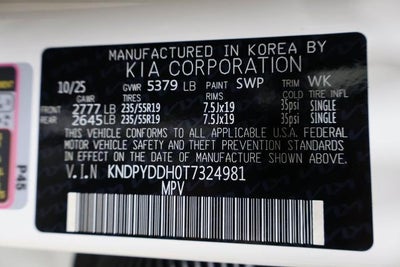 MANUFACTURED IN KOREA BY
KIA CORPORATION
10/25 GVWR 5379 LB PAINT SWP TRIM WK
GAWR TIRES RIMS COLD TIRE INFL
FRONT 2777 LB 235/55R19 7.5Jx19 35psi SINGLE
REAR 2645 LB 235/55R19 7.5Jx19 35psi SINGLE
THIS VEHICLE CONFORMS TO ALL APPLICABLE U.S.A. FEDERAL
MOTOR VEHICLE SAFETY AND THEFT PREVENTION STANDARDS
IN EFFECT ON THE DATE OF MANUFACTURE SHOWN ABOVE.
V.I.N KNDPYDDH0T7324981
MPV
P45